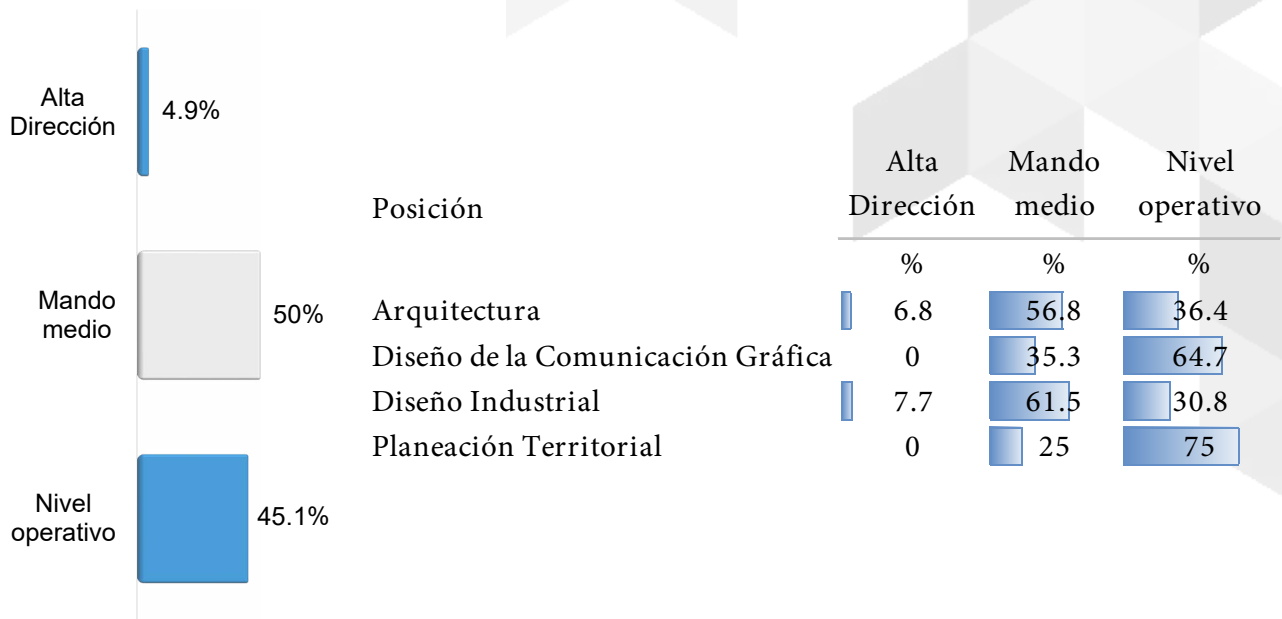 Alta
Dirección
4.9%
Mando
medio
50%
Nivel
operativo
45.1%
Posición
Alta
Dirección
Mando
medio
Nivel
operativo
% % %
Arquitectura 6.8 56.8 36.4
Diseño de la Comunicación Gráfica 0 35.3 64.7
Diseño Industrial 7.7 61.5 30.8
Planeación Territorial 0 25 75